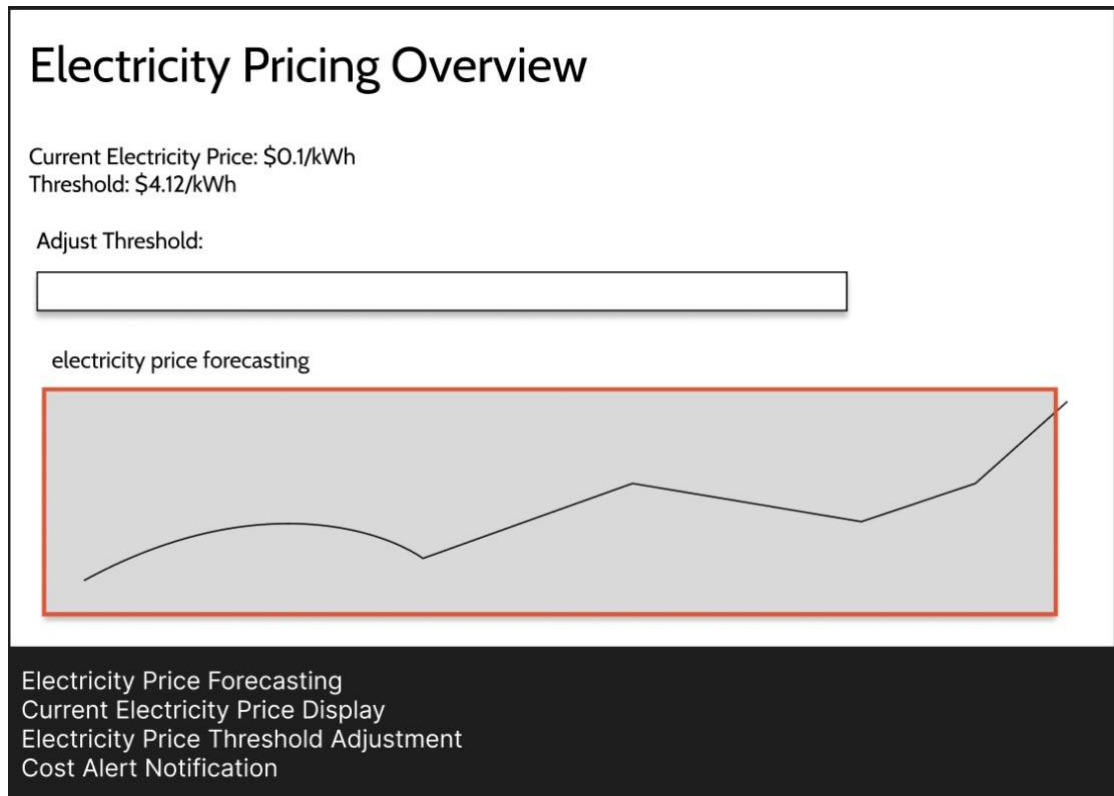 Electricity Pricing Overview
Current Electricity Price: $0.1/kWh
Threshold: $4.12/kWh
Adjust Threshold:
electricity price forecasting
Electricity Price Forecasting
Current Electricity Price Display
Electricity Price Threshold Adjustment
Cost Alert Notification